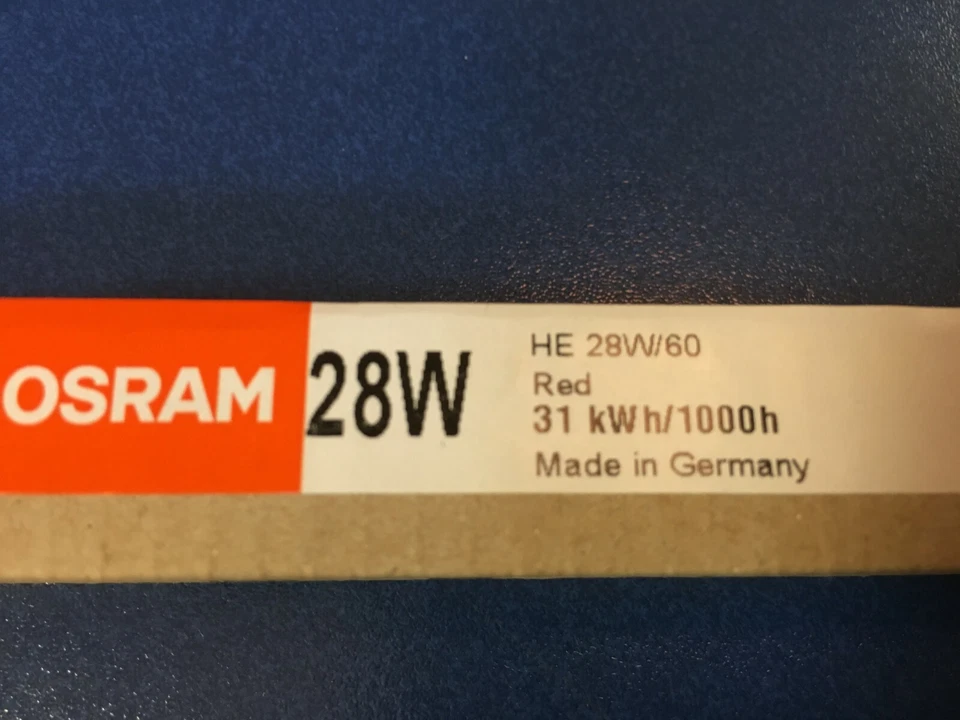 OSRAM
28W
HE 28W/60
Red
31 kWh/1000h
Made in Germany